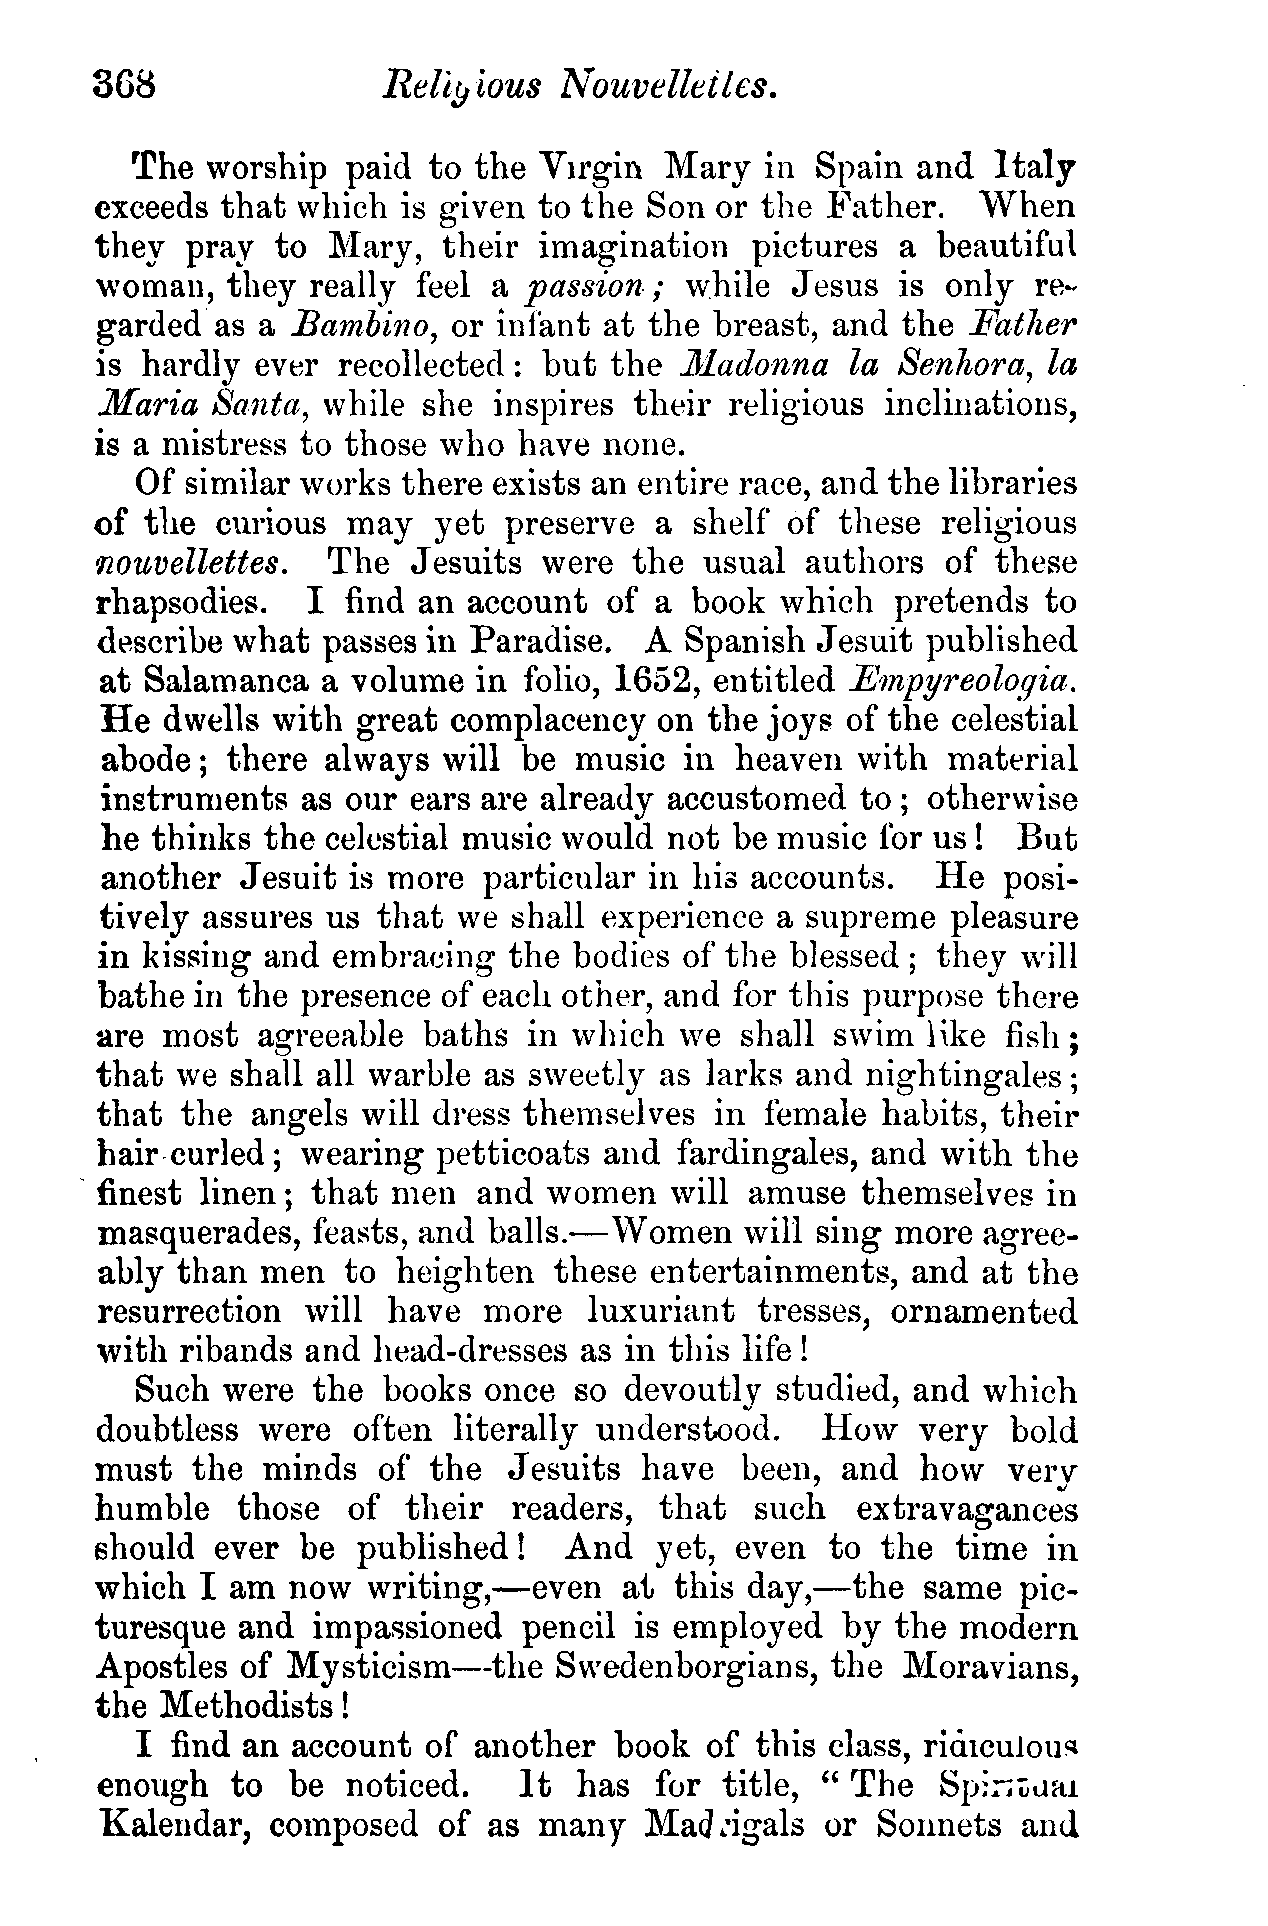 368 Religious Nouvellettes.
The worship paid to the Virgin Mary in Spain and Italy
exceeds that which is given to the Son or the Father. When
they pray to Mary, their imagination pictures a beautiful
woman, they really feel a passion; while Jesus is only re-
garded as a Bambino, or infant at the breast, and the Father
is hardly ever recollected: but the Madonna la Senhora, la
Maria Santa, while she inspires their religious inclinations,
is a mistress to those who have none.
Of similar works there exists an entire race, and the libraries
of the curious may yet preserve a shelf of these religious
nouvellettes. The Jesuits were the usual authors of these
rhapsodies. I find an account of a book which pretends to
describe what passes in Paradise. A Spanish Jesuit published
at Salamanca a volume in folio, 1652, entitled Empyreologia.
He dwells with great complacency on the joys of the celestial
abode; there always will be music in heaven with material
instruments as our ears are already accustomed to; otherwise
he thinks the celestial music would not be music for us! But
another Jesuit is more particular in his accounts. He posi-
tively assures us that we shall experience a supreme pleasure
in kissing and embracing the bodies of the blessed; they will
bathe in the presence of each other, and for this purpose there
are most agreeable baths in which we shall swim like fish;
that we shall all warble as sweetly as larks and nightingales;
that the angels will dress themselves in female habits, their
hair curled; wearing petticoats and fardingales, and with the
finest linen; that men and women will amuse themselves in
masquerades, feasts, and balls.—Women will sing more agree-
ably than men to heighten these entertainments, and at the
resurrection will have more luxuriant tresses, ornamented
with ribands and head-dresses as in this life!
Such were the books once so devoutly studied, and which
doubtless were often literally understood. How very bold
must the minds of the Jesuits have been, and how very
humble those of their readers, that such extravagances
should ever be published! And yet, even to the time in
which I am now writing,—even at this day,—the same pic-
turesque and impassioned pencil is employed by the modern
Apostles of Mysticism—the Swedenborgians, the Moravians,
the Methodists!
I find an account of another book of this class, ridiculous
enough to be noticed. It has for title, "The Spiritual
Kalendar, composed of as many Madrigals or Sonnets and